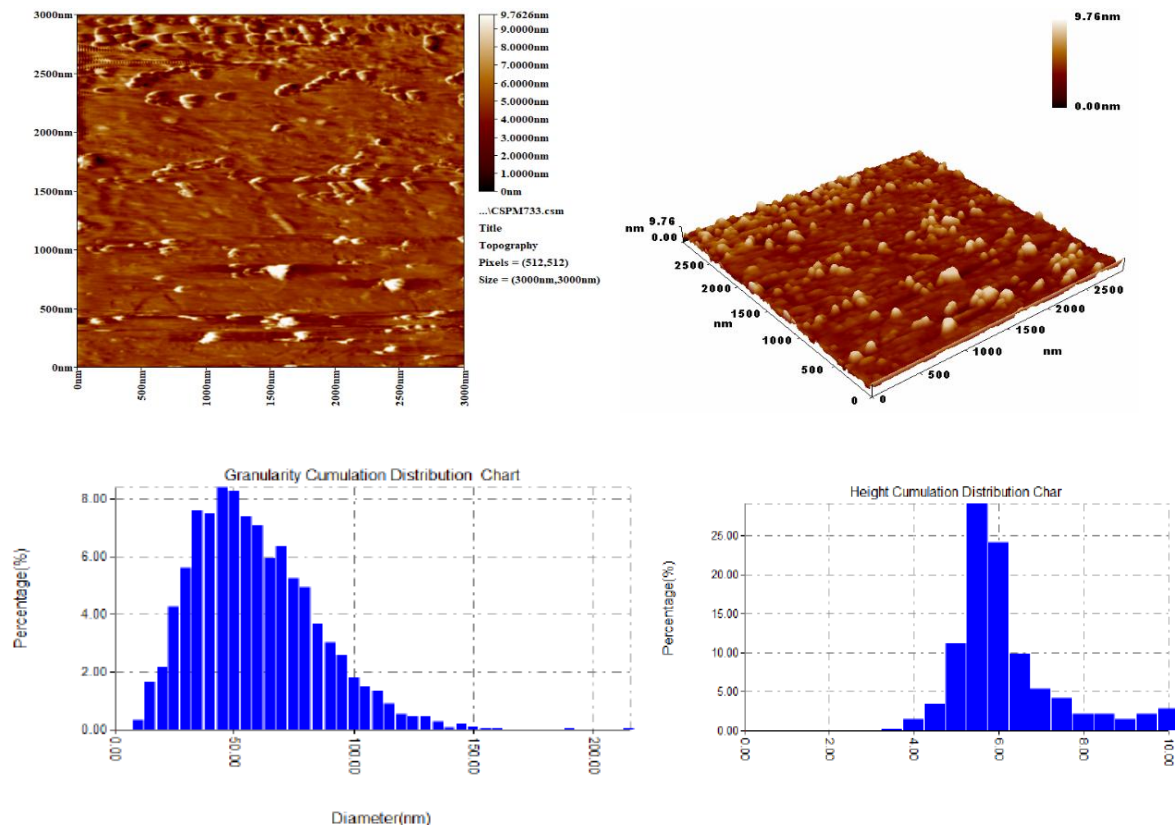 3000nm
2500nm
2000nm
1500nm
1000nm
500nm
0nm
0nm
500nm
1000nm
1500nm
2000nm
2500nm
3000nm
9.7626nm
9.0000nm
8.0000nm
7.0000nm
6.0000nm
5.0000nm
4.0000nm
3.0000nm
2.0000nm
1.0000nm
0nm
...\CSPM733.csm
Title
Topography
Pixels = (512,512)
Size = (3000nm,3000nm)
9.76nm
0.00nm
9.76
nm
0.00
2500
2000
1500
nm
1000
500
0
0
500
1000
nm
1500
2000
2500
Granularity Cumulation Distribution Chart
Percentage(%)
8.00
6.00
4.00
2.00
0.00
0.00
50.00
100.00
150.00
200.00
Diameter(nm)
Height Cumulation Distribution Char
Percentage(%)
25.00
20.00
15.00
10.00
5.00
0.00
0.00
2.00
4.00
6.00
8.00
10.00